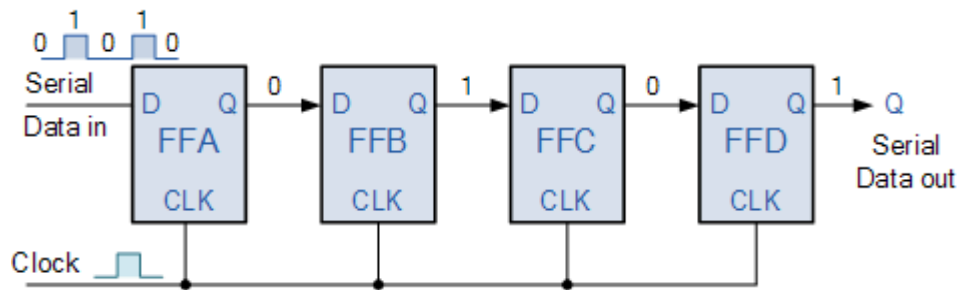 0 1 0 1 0
Serial
Data in
D Q
FFA
CLK
0
D Q
FFB
CLK
1
D Q
FFC
CLK
0
D Q
FFD
CLK
1
Q
Serial
Data out
Clock